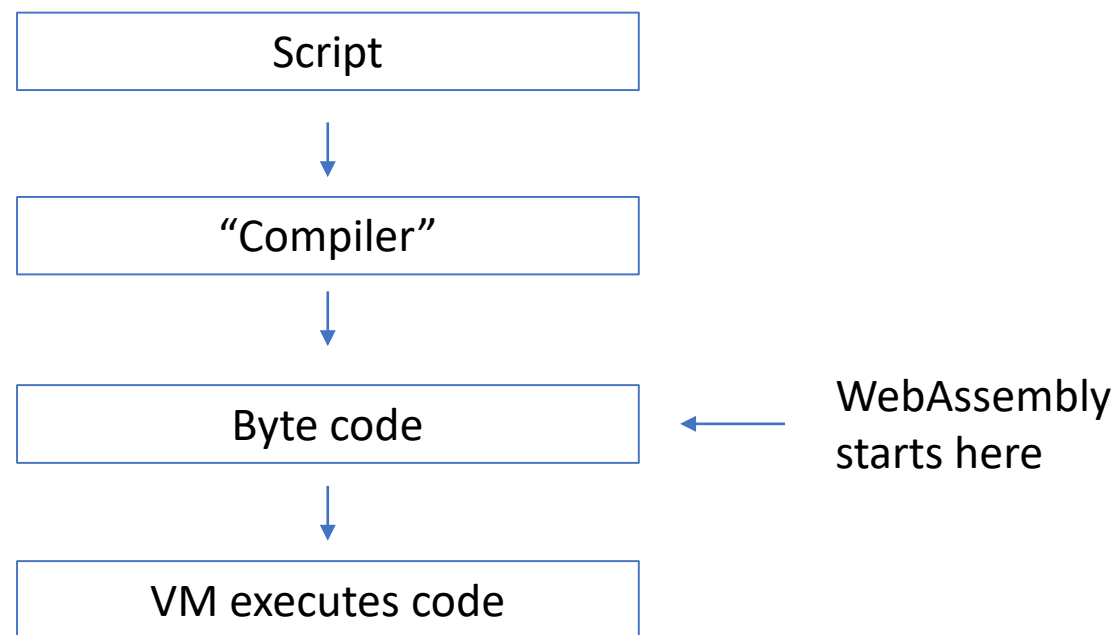 Script
“Compiler”
Byte code
WebAssembly
starts here
VM executes code